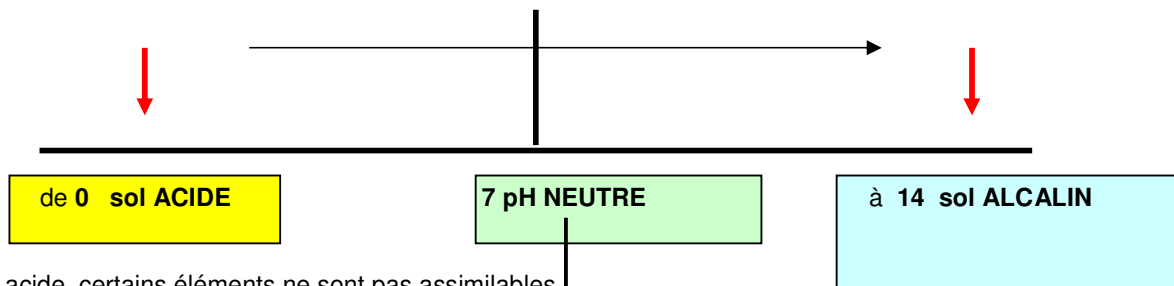 de 0 sol ACIDE
7 pH NEUTRE
à 14 sol ALCALIN
acide, certains éléments ne sont pas assimilables